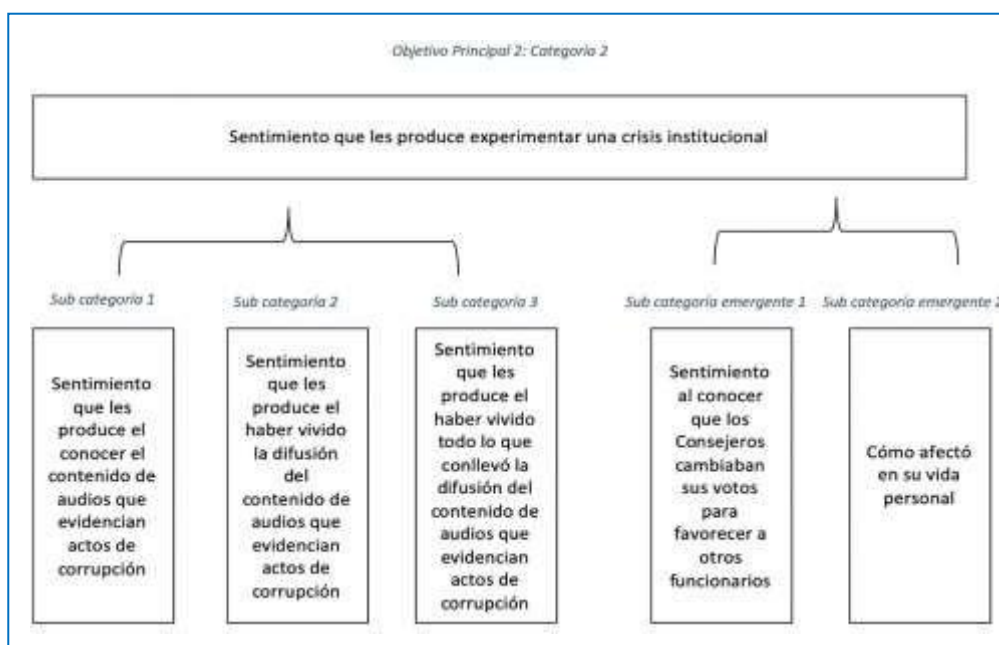 Objetivo Principal 2: Categoría 2
Sentimiento que les produce experimentar una crisis institucional
Sub categoría 1
Sub categoría 2
Sub categoría 3
Sub categoría emergente 1
Sub categoría emergente 2
Sentimiento
que les
produce el
conocer el
contenido de
audios que
evidencian
actos de
corrupción
Sentimiento
que les
produce el
haber vivido
la difusión
del
contenido de
audios que
evidencian
actos de
corrupción
Sentimiento
que les
produce el
haber vivido
todo lo que
conllevó la
difusión del
contenido de
audios que
evidencian
actos de
corrupción
Sentimiento
al conocer
que los
Consejeros
cambiaban
sus votos
para
favorecer a
otros
funcionarios
Cómo afectó
en su vida
personal